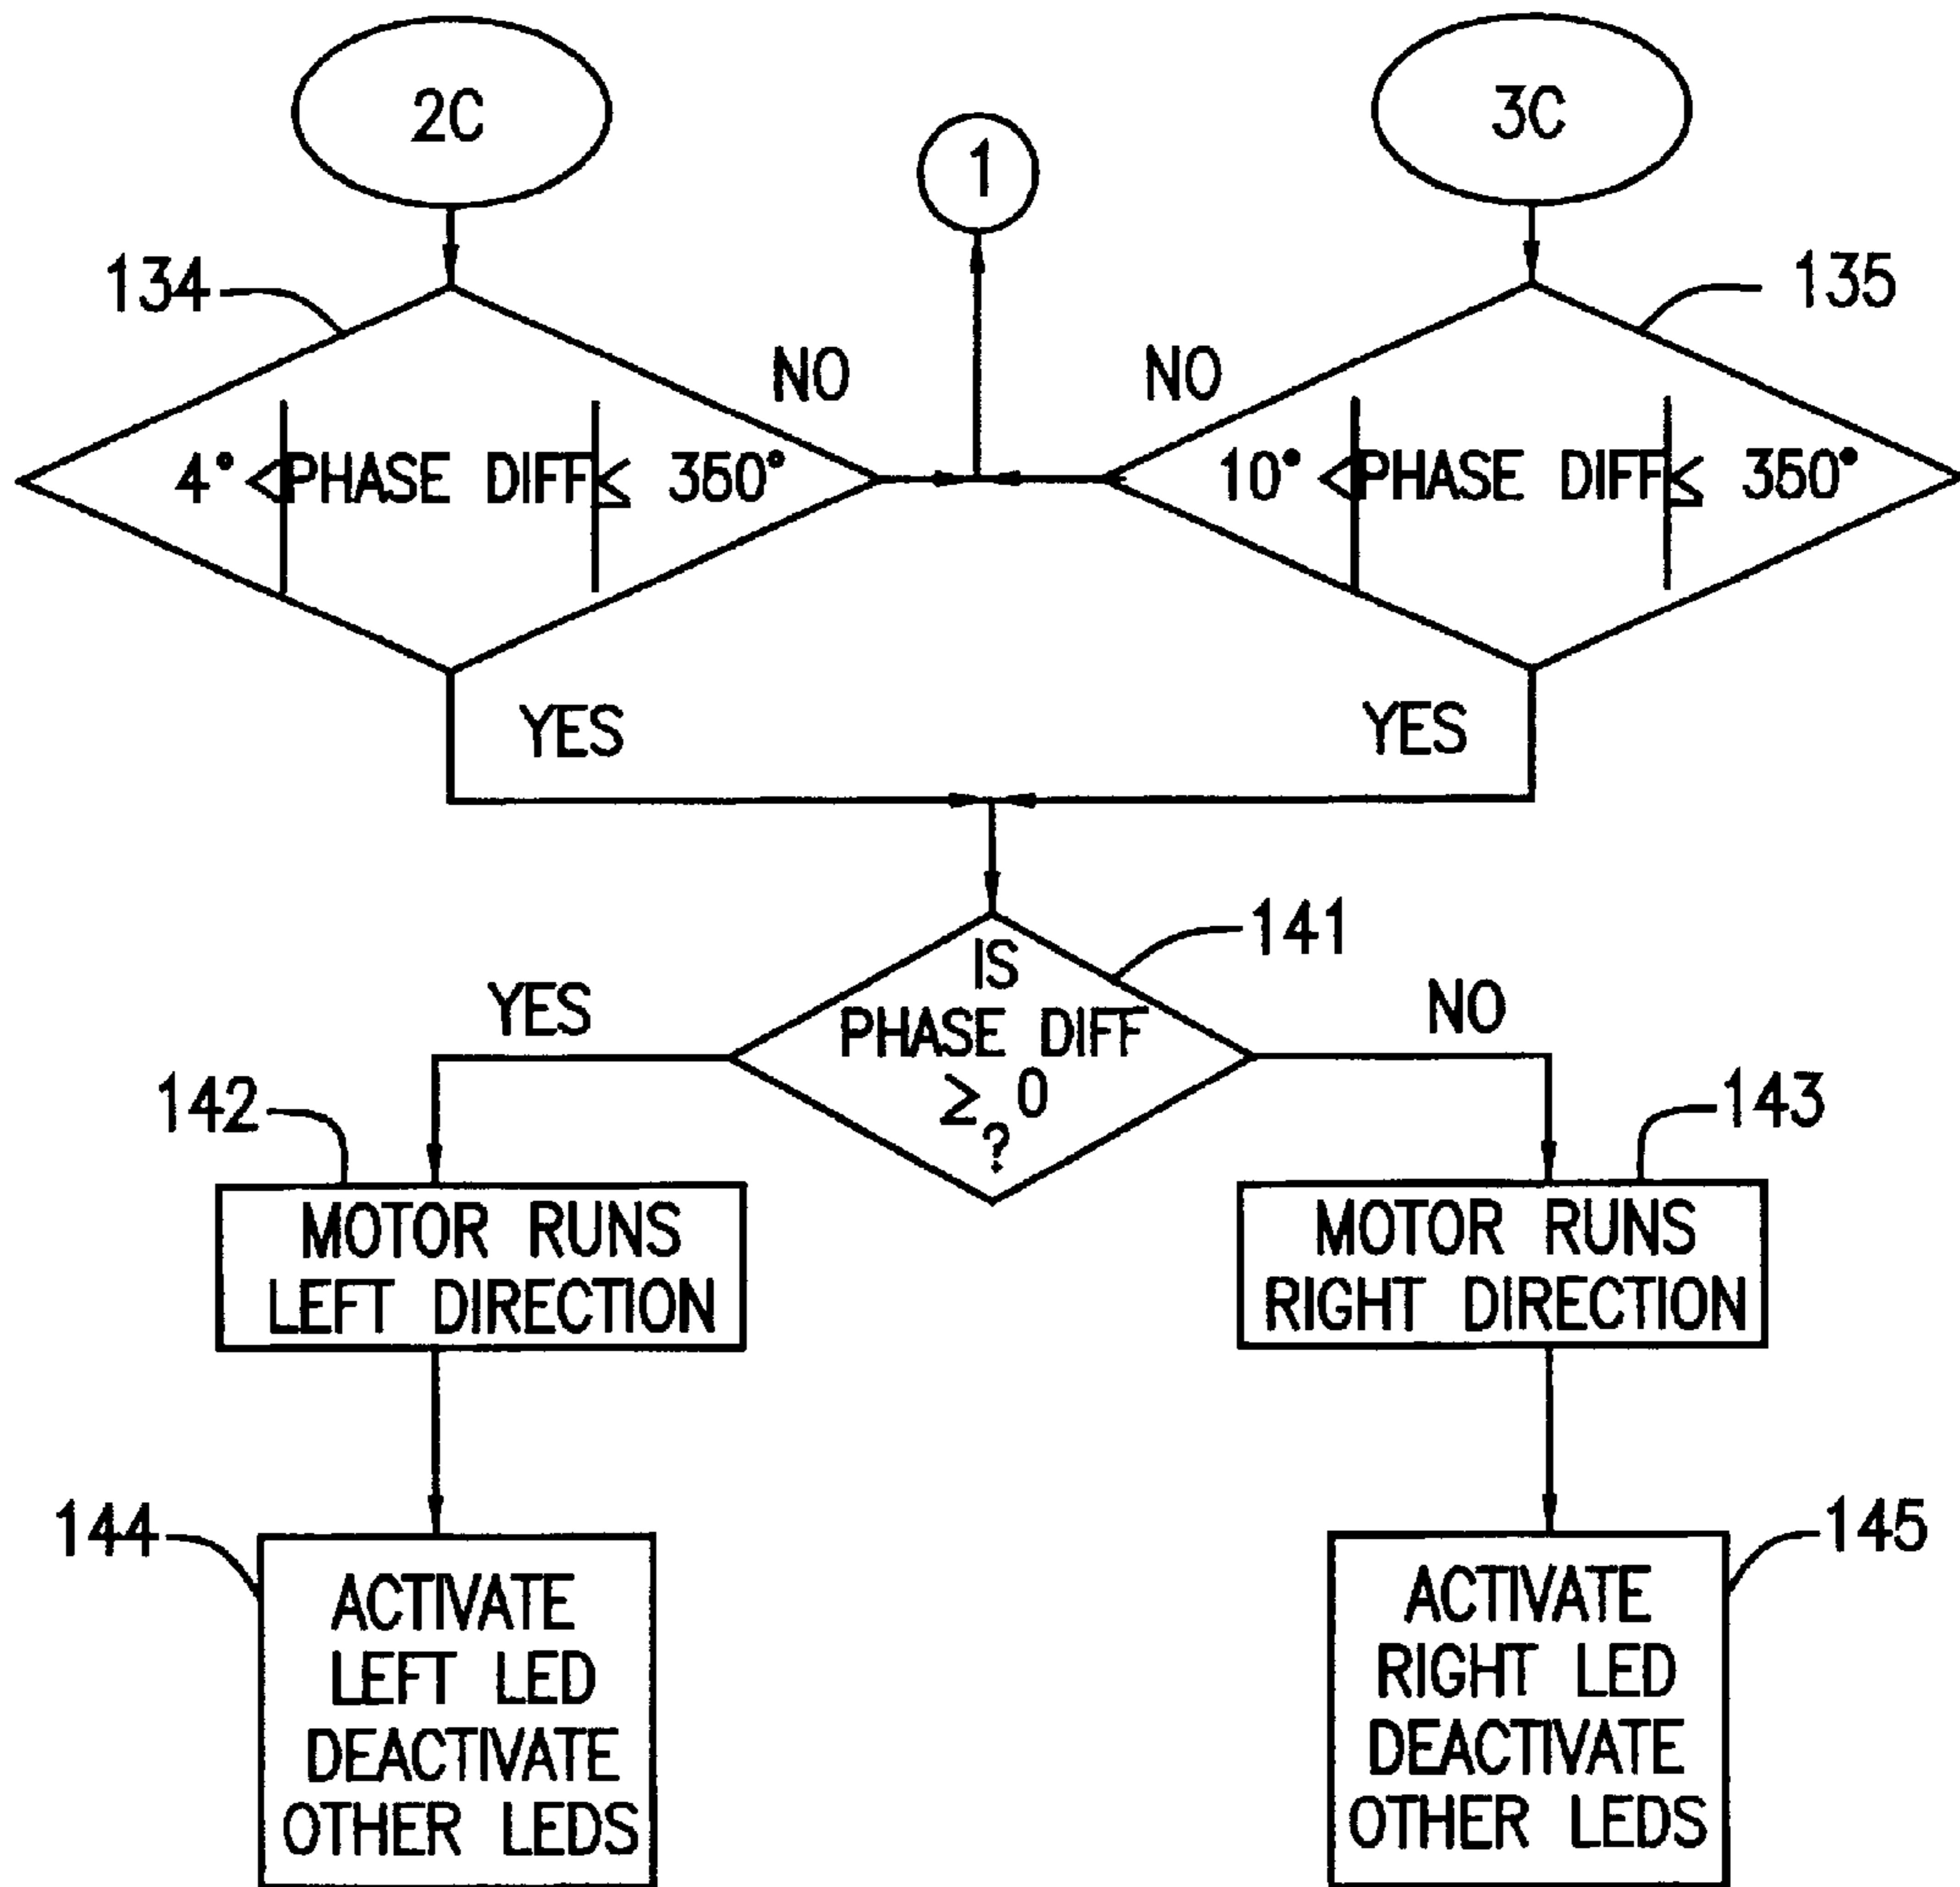 2C
1
3C
134
135
NO
NO
4° <|PHASE DIFF|≤ 360°
10° <|PHASE DIFF|≤ 360°
YES
YES
141
IS
PHASE DIFF
≥ 0
?
YES
NO
142
143
MOTOR RUNS
LEFT DIRECTION
MOTOR RUNS
RIGHT DIRECTION
144
145
ACTIVATE
LEFT LED
DEACTIVATE
OTHER LEDS
ACTIVATE
RIGHT LED
DEACTIVATE
OTHER LEDS